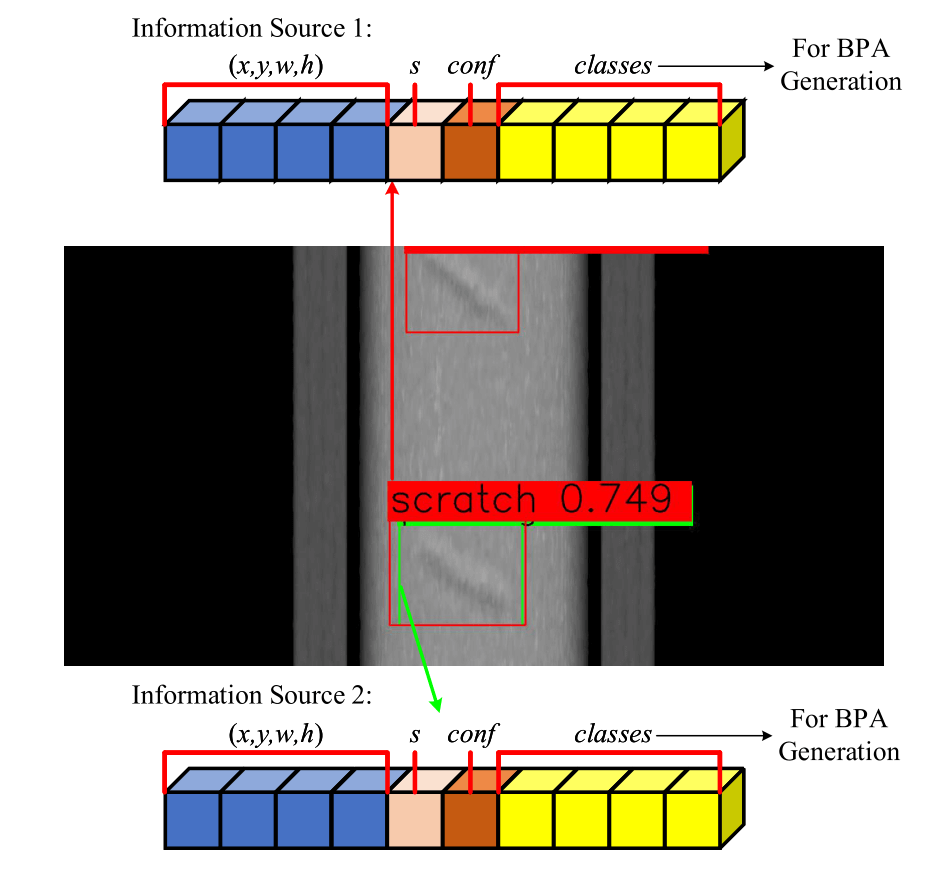 Information Source 1:
(x,y,w,h) s conf classes
For BPA
Generation
scratch 0.749
Information Source 2:
(x,y,w,h) s conf classes
For BPA
Generation